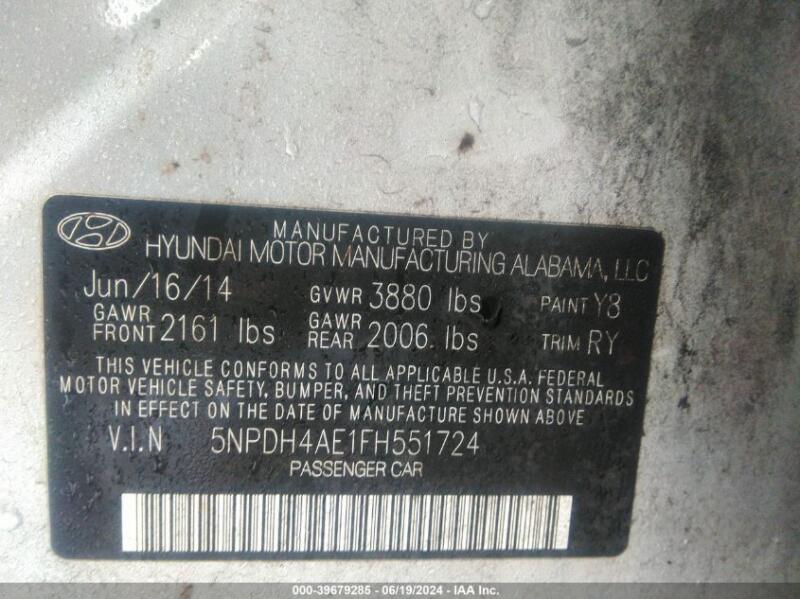 MANUFACTURED BY
HYUNDAI MOTOR MANUFACTURING ALABAMA, LLC
Jun/16/14 GVWR 3880 lbs PAINT Y8
GAWR FRONT 2161 lbs GAWR REAR 2006 lbs TRIM RY
THIS VEHICLE CONFORMS TO ALL APPLICABLE U.S.A. FEDERAL
MOTOR VEHICLE SAFETY, BUMPER, AND THEFT PREVENTION STANDARDS
IN EFFECT ON THE DATE OF MANUFACTURE SHOWN ABOVE
V.I.N 5NPDH4AE1FH551724
PASSENGER CAR
000-39679285 - 06/19/2024 - IAA Inc.